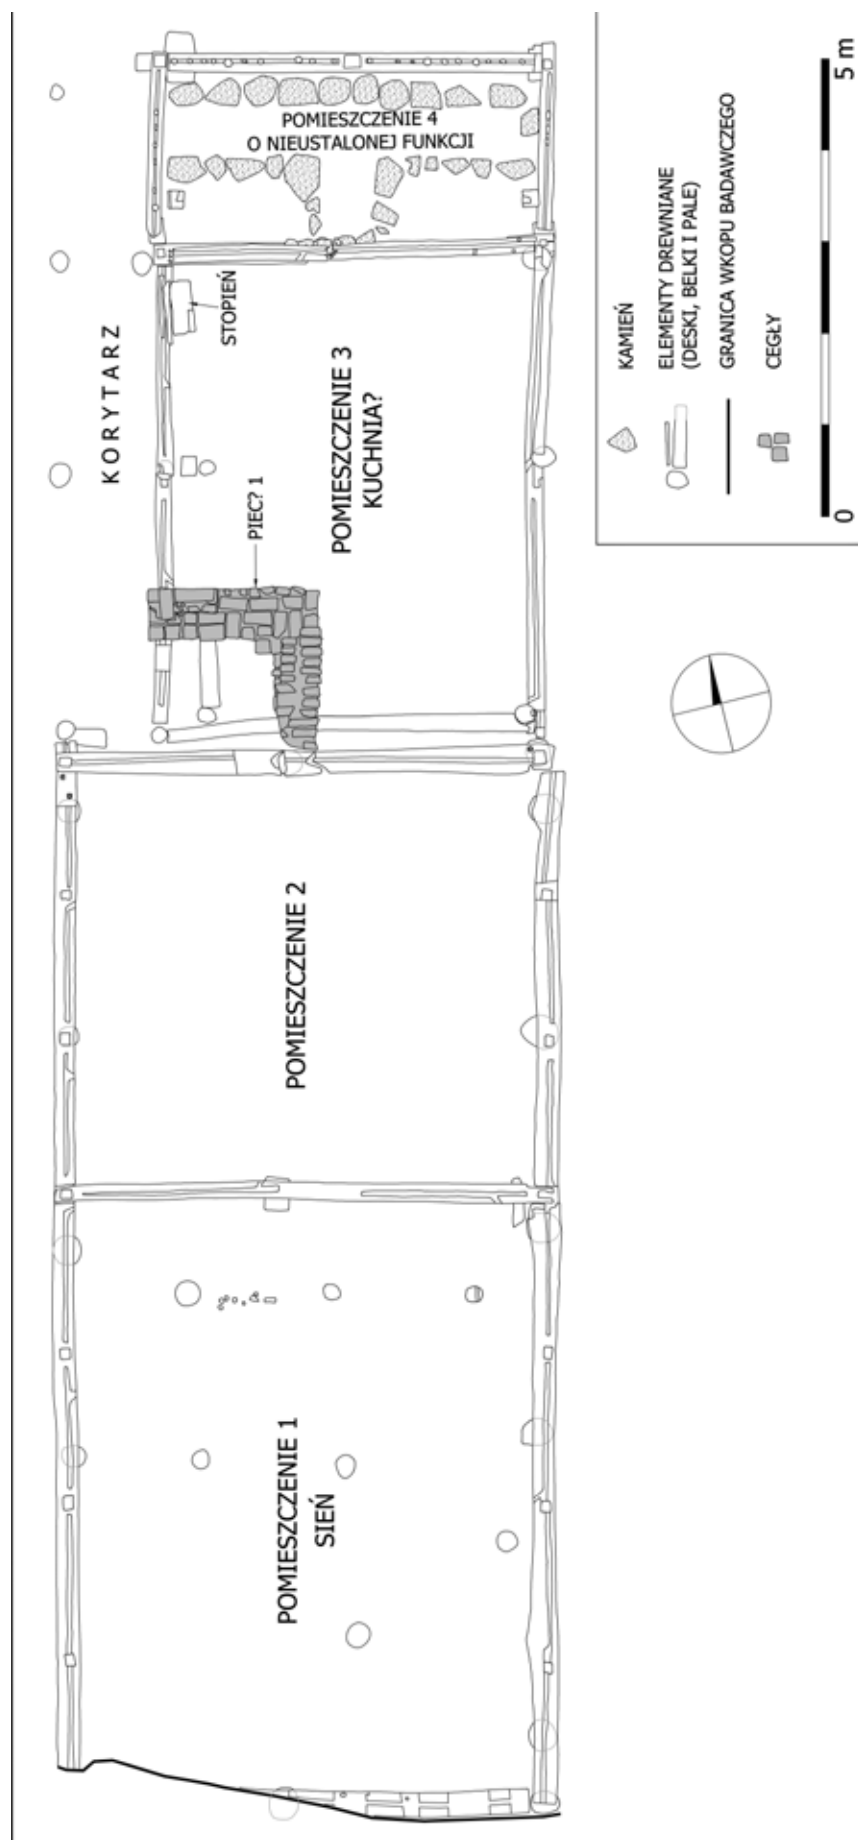 POMIESZCZENIE 4
O NIEUSTALONEJ FUNKCJI
KORYTARZ
STOPIEŃ
POMIESZCZENIE 3
KUCHNIA?
PIEC? 1
POMIESZCZENIE 2
POMIESZCZENIE 1
SIEŃ
KAMIEŃ
ELEMENTY DREWNIANE
(DESKI, BELKI I PALE)
GRANICA WKOPU BADAWCZEGO
CEGŁY
0
5 m